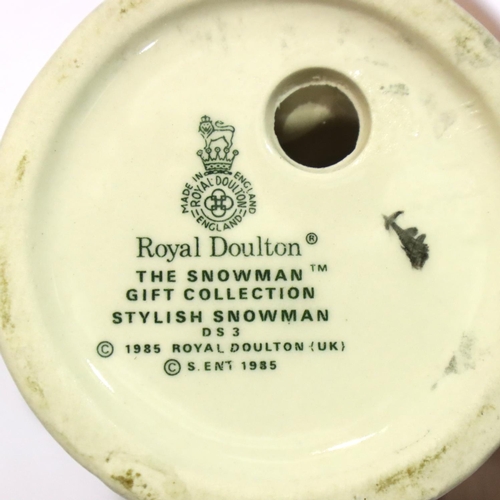 MADE IN ENGLAND
ROYAL DOULTON
ENGLAND
Royal Doulton®
THE SNOWMAN™
GIFT COLLECTION
STYLISH SNOWMAN
DS 3
© 1985 ROYAL DOULTON (UK)
© S.ENT 1985